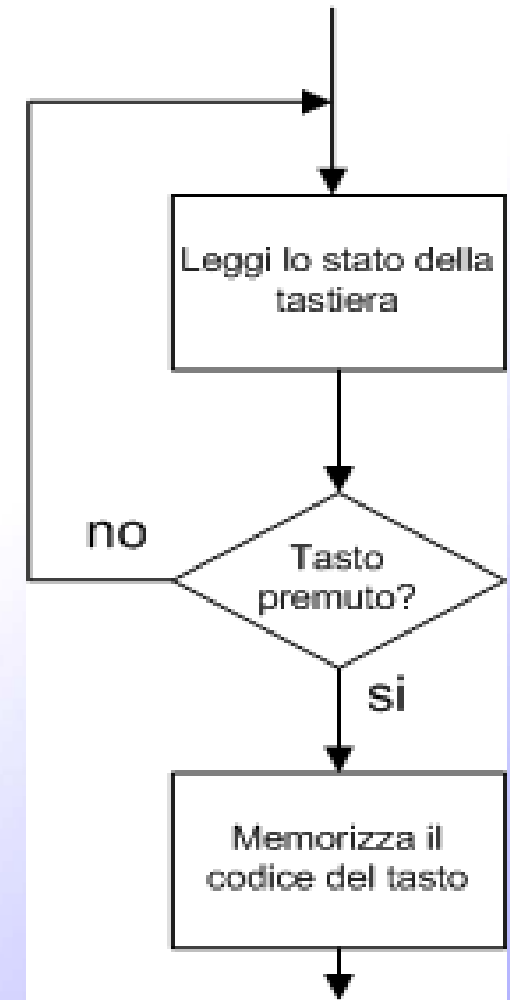 Leggi lo stato della
tastiera
no
Tasto
premuto?
si
Memorizza il
codice del tasto